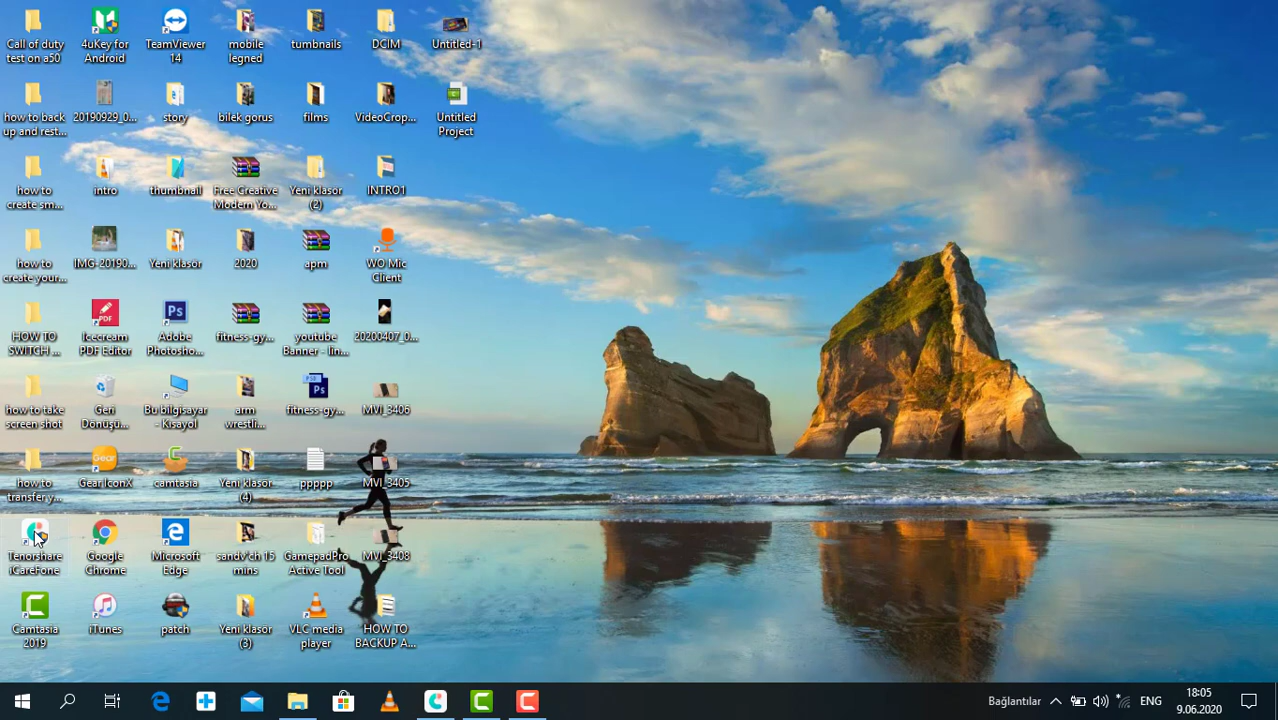 Call of duty
test on a50
4uKey for
Android
TeamViewer
14
mobile
legned
tumbnails
DCIM
Untitled-1
how to back
up and rest...
20190929_0...
story
bilek gorus
films
VideoCrop...
Untitled
Project
how to
create sm...
intro
thumbnail
Free Creative
Modern Yo...
Yeni klasör
(2)
INTRO1
how to
create your...
IMG-20190...
Yeni klasör
2020
apm
WO Mic
Client
HOW TO
SWITCH ...
Icecream
PDF Editor
Adobe
Photosho...
fitness-gy...
youtube
Banner - lin...
20200407_0...
how to take
screen shot
Geri
Dönüşü...
Bu bilgisayar
- Kısayol
arm
wrestli...
fitness-gy...
MVI_3406
how to
transfer y...
Gear IconX
camtasia
Yeni klasör
(4)
ppppp
MVI_3405
Tenorshare
iCareFone
Google
Chrome
Microsoft
Edge
sandvich 15
mins
GamepadPro
Active Tool
MVI_3408
Camtasia
2019
iTunes
patch
Yeni klasör
(3)
VLC media
player
HOW TO
BACKUP A...
Bağlantılar
ENG
18:05
9.06.2020